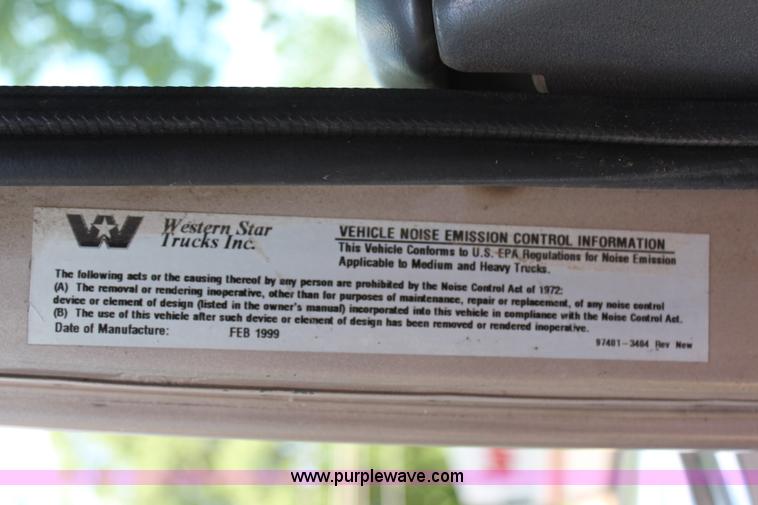 Western Star
Trucks Inc.
VEHICLE NOISE EMISSION CONTROL INFORMATION
This Vehicle Conforms to U.S. EPA Regulations for Noise Emission
Applicable to Medium and Heavy Trucks.
The following acts or the causing thereof by any person are prohibited by the Noise Control Act of 1972:
(A) The removal or rendering inoperative, other than for purposes of maintenance, repair or replacement, of any noise control
device or element of design (listed in the owner's manual) incorporated into this vehicle in compliance with the Noise Control Act.
(B) The use of this vehicle after such device or element of design has been removed or rendered inoperative.
Date of Manufacture: FEB 1999
97401-3404 Rev New
www.purplewave.com